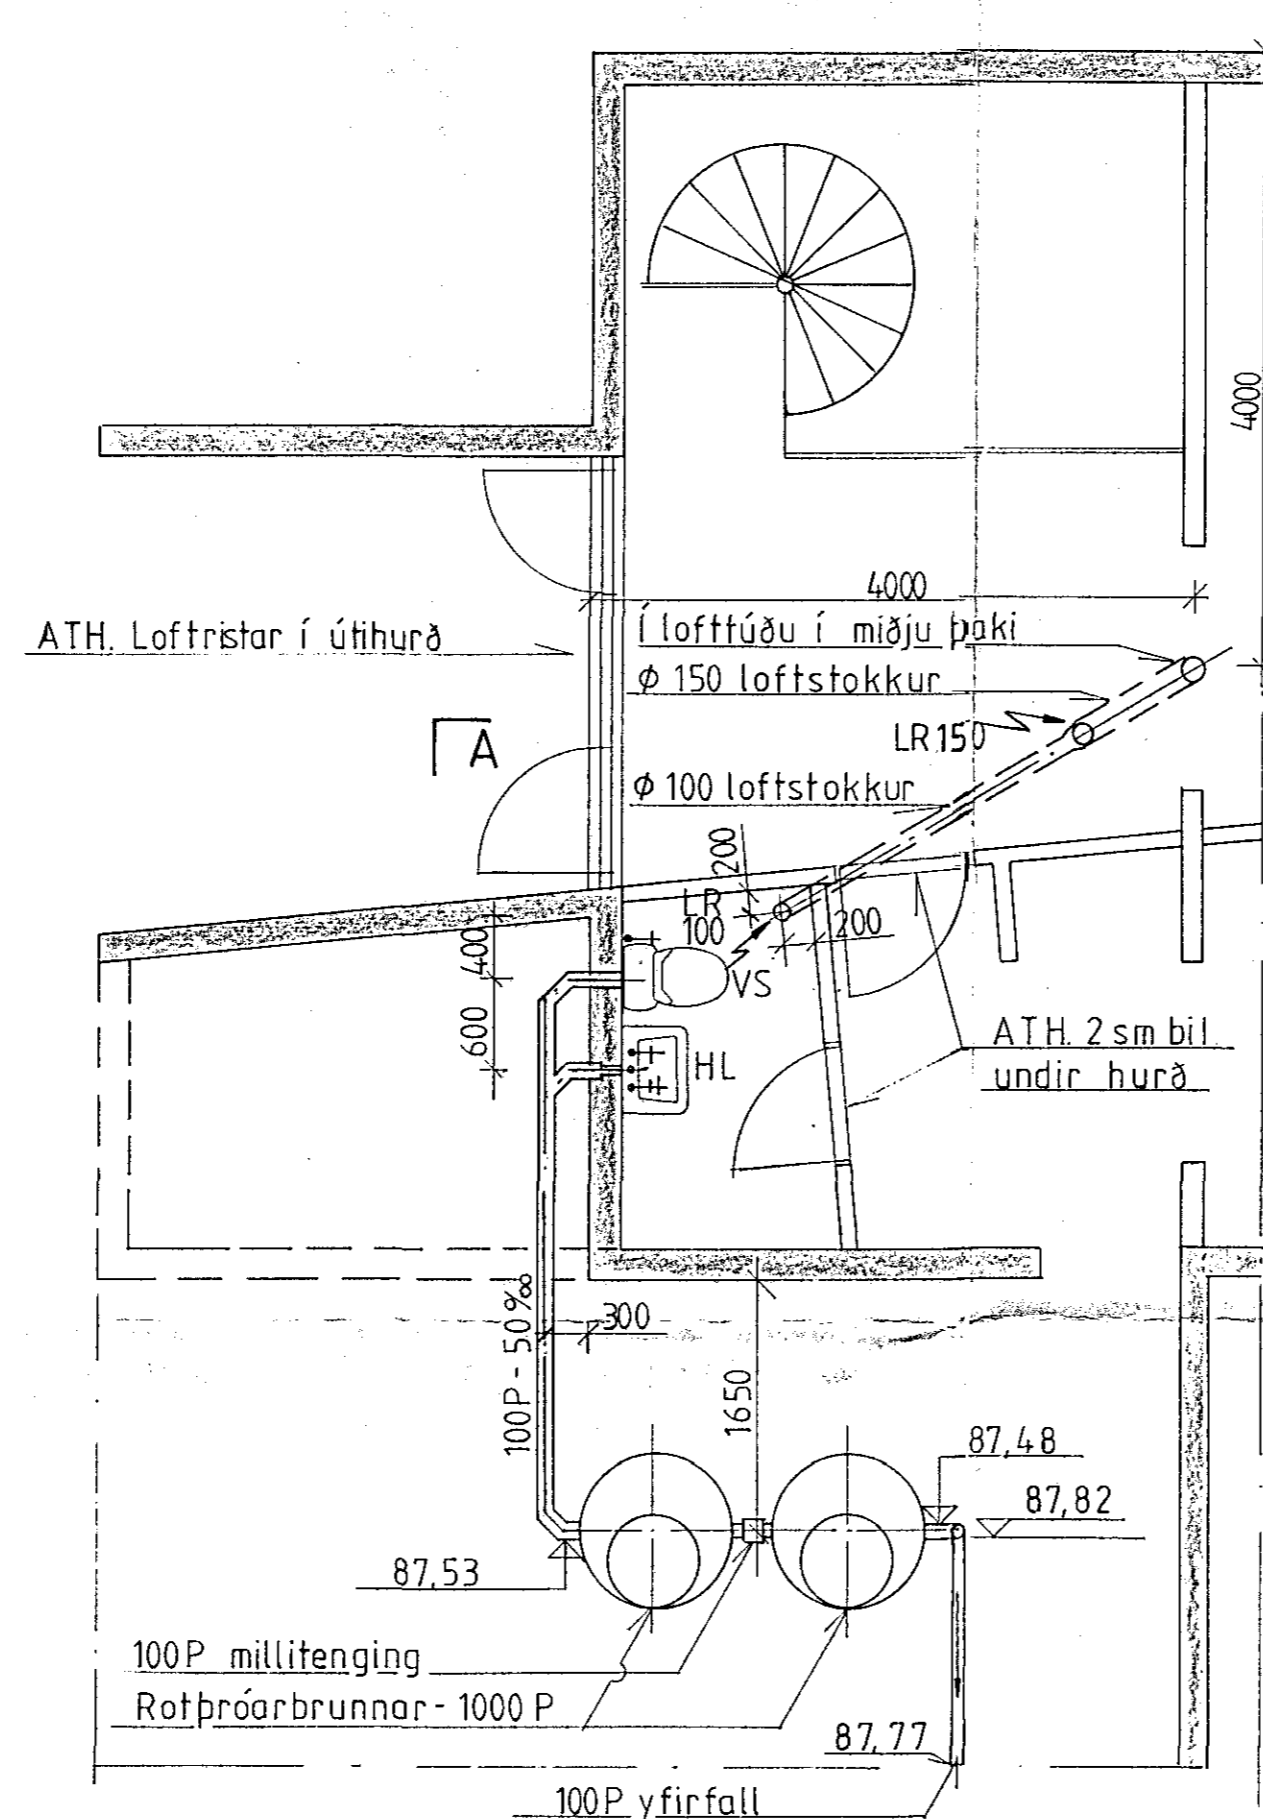 4000
4000
ATH. Loftristar í útihurð
Í lofttúðu í miðju þaki
ϕ 150 loftstokkur
LR 150
A
ϕ 100 loftstokkur
200
LR
100
200
400
VS
600
HL
ATH. 2 sm bil
undir hurð
100P - 50‰
300
1650
87,48
87,82
87,53
100P millitenging
Rotþróarbrunnar - 1000 P
87,77
100P yfirfall